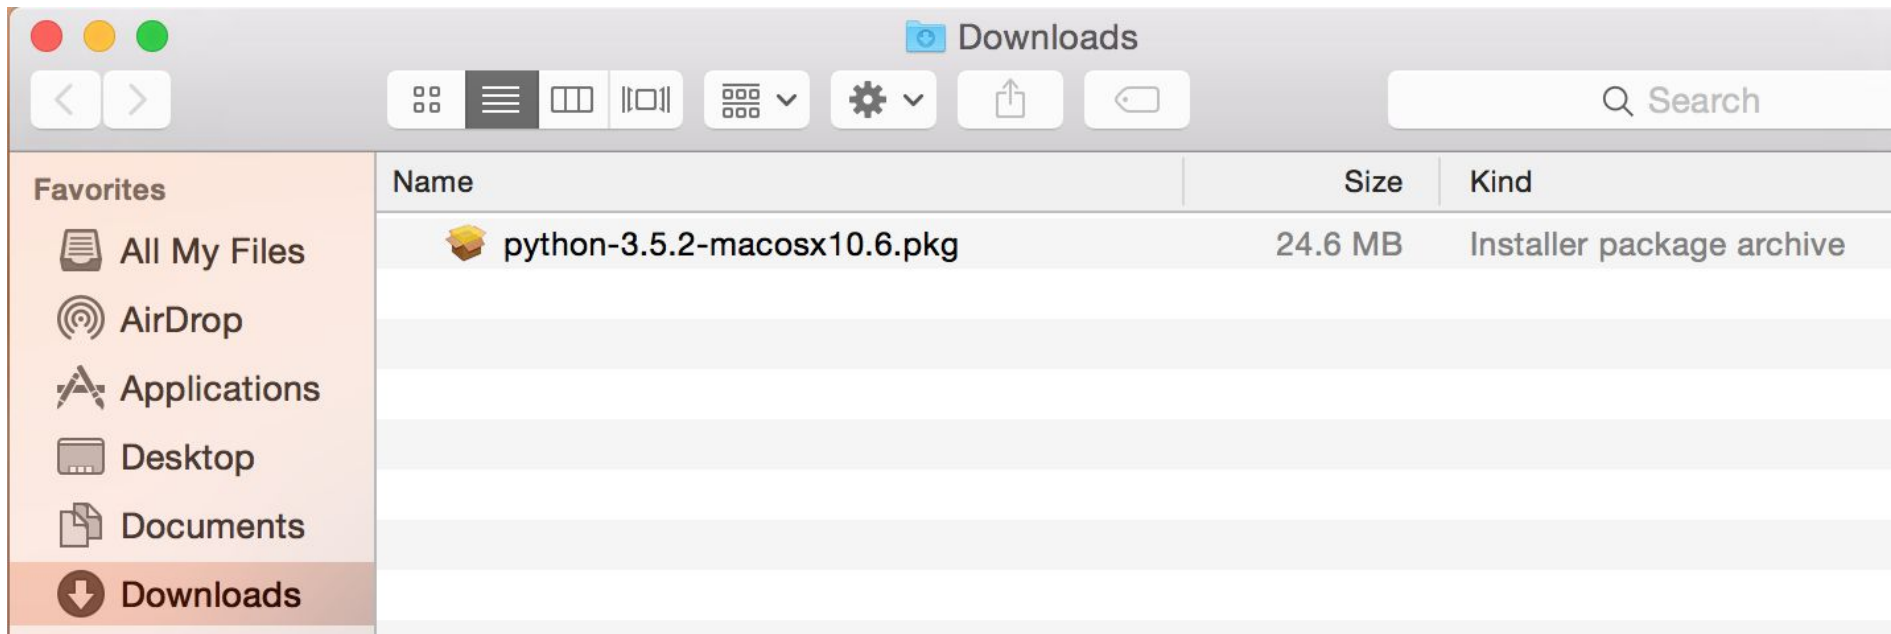 Downloads
Search
Favorites
All My Files
AirDrop
Applications
Desktop
Documents
Downloads
Name Size Kind
python-3.5.2-macosx10.6.pkg 24.6 MB Installer package archive